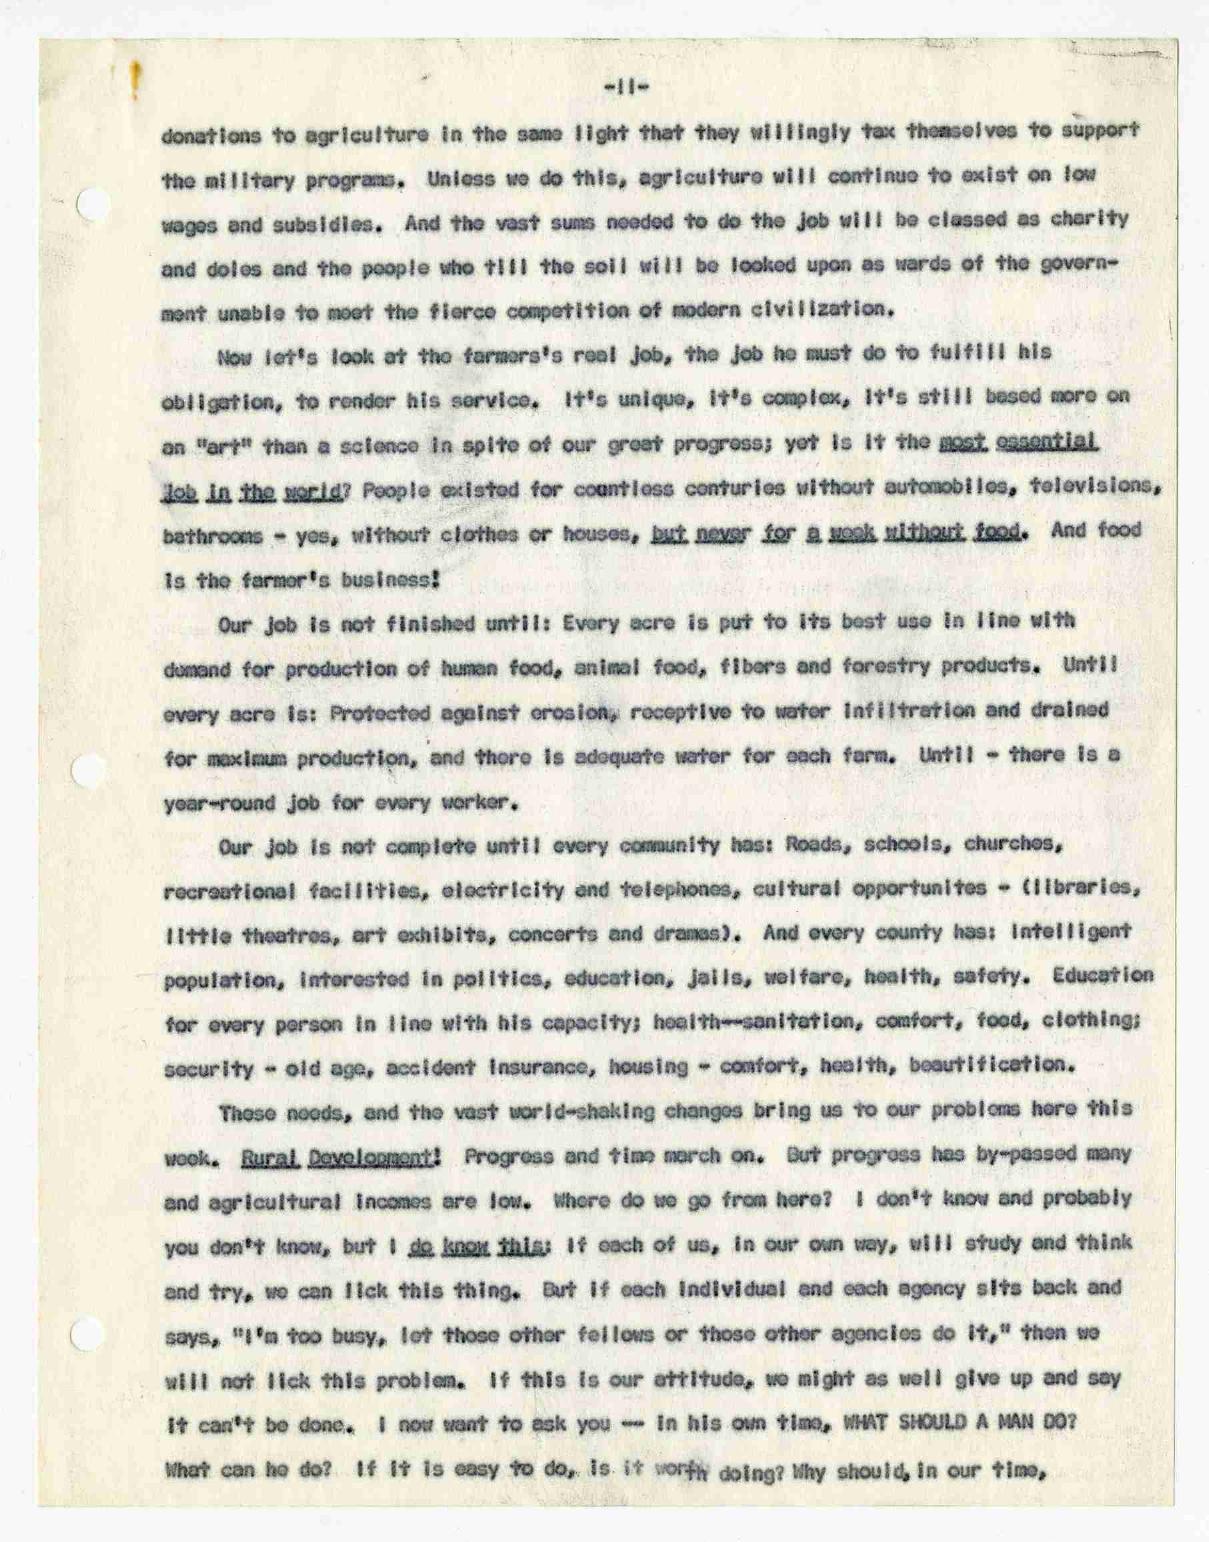 -11-
donations to agriculture in the same light that they willingly tax themselves to support
the military programs. Unless we do this, agriculture will continue to exist on low
wages and subsidies. And the vast sums needed to do the job will be classed as charity
and doles and the people who till the soil will be looked upon as wards of the govern-
ment unable to meet the fierce competition of modern civilization.
Now let's look at the farmers's real job, the job he must do to fulfill his
obligation, to render his service. It's unique, it's complex, it's still based more on
an "art" than a science in spite of our great progress; yet is it the most essential
job in the world? People existed for countless centuries without automobiles, televisions,
bathrooms - yes, without clothes or houses, but never for a week without food. And food
is the farmer's business!
Our job is not finished until: Every acre is put to its best use in line with
demand for production of human food, animal food, fibers and forestry products. Until
every acre is: Protected against erosion, receptive to water infiltration and drained
for maximum production, and there is adequate water for each farm. Until - there is a
year-round job for every worker.
Our job is not complete until every community has: Roads, schools, churches,
recreational facilities, electricity and telephones, cultural opportunites - (libraries,
little theatres, art exhibits, concerts and dramas). And every county has: intelligent
population, interested in politics, education, jails, welfare, health, safety. Education
for every person in line with his capacity; health--sanitation, comfort, food, clothing;
security - old age, accident insurance, housing - comfort, health, beautification.
These needs, and the vast world-shaking changes bring us to our problems here this
week. Rural Development! Progress and time march on. But progress has by-passed many
and agricultural incomes are low. Where do we go from here? I don't know and probably
you don't know, but I do know this: If each of us, in our own way, will study and think
and try, we can lick this thing. But if each individual and each agency sits back and
says, "I'm too busy, let those other fellows or those other agencies do it," then we
will not lick this problem. If this is our attitude, we might as well give up and say
it can't be done. I now want to ask you -- in his own time, WHAT SHOULD A MAN DO?
What can he do? If it is easy to do, is it worth doing? Why should, in our time,